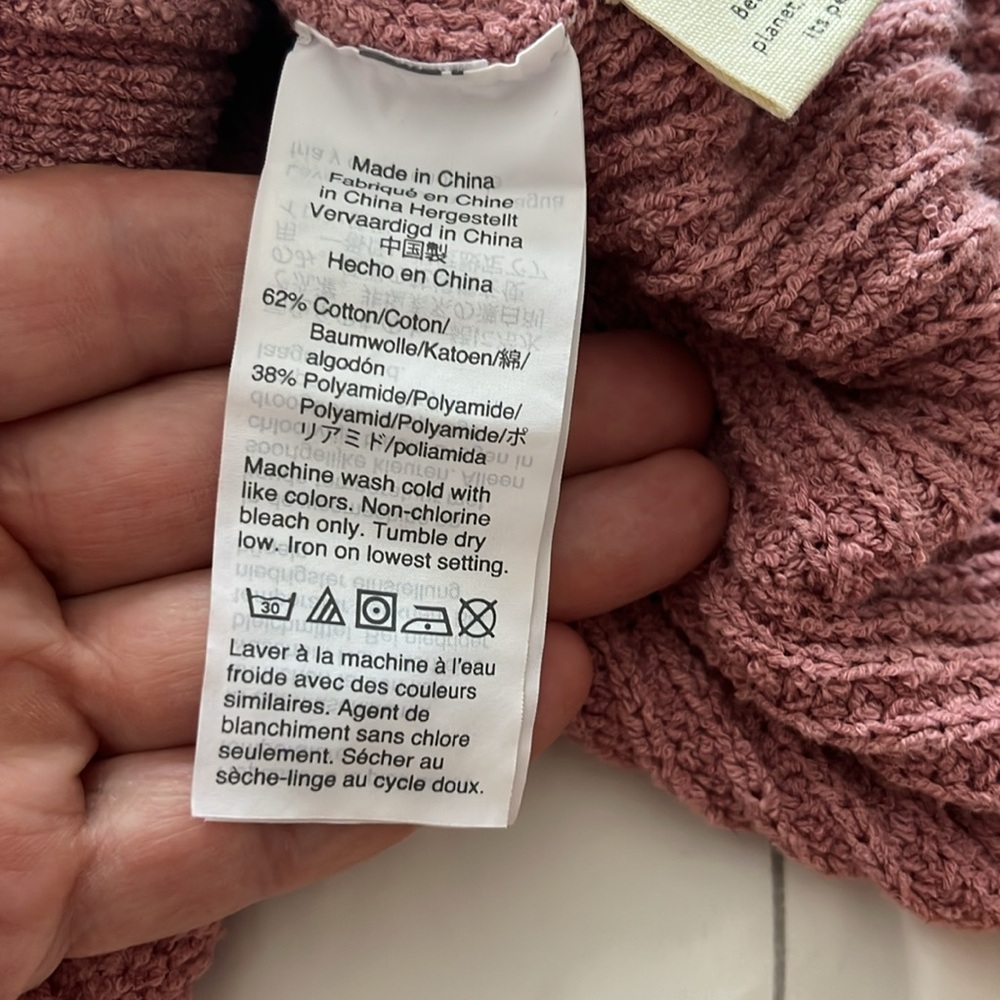 Be
planet.
Its pe
Made in China
Fabriqué en Chine
in China Hergestellt
Vervaardigd in China
中国製
Hecho en China
62% Cotton/Coton/
Baumwolle/Katoen/綿/
algodón
38% Polyamide/Polyamide/
Polyamid/Polyamide/ポ
リアミド/poliamida
Machine wash cold with
like colors. Non-chlorine
bleach only. Tumble dry
low. Iron on lowest setting.
30
Laver à la machine à l'eau
froide avec des couleurs
similaires. Agent de
blanchiment sans chlore
seulement. Sécher au
sèche-linge au cycle doux.